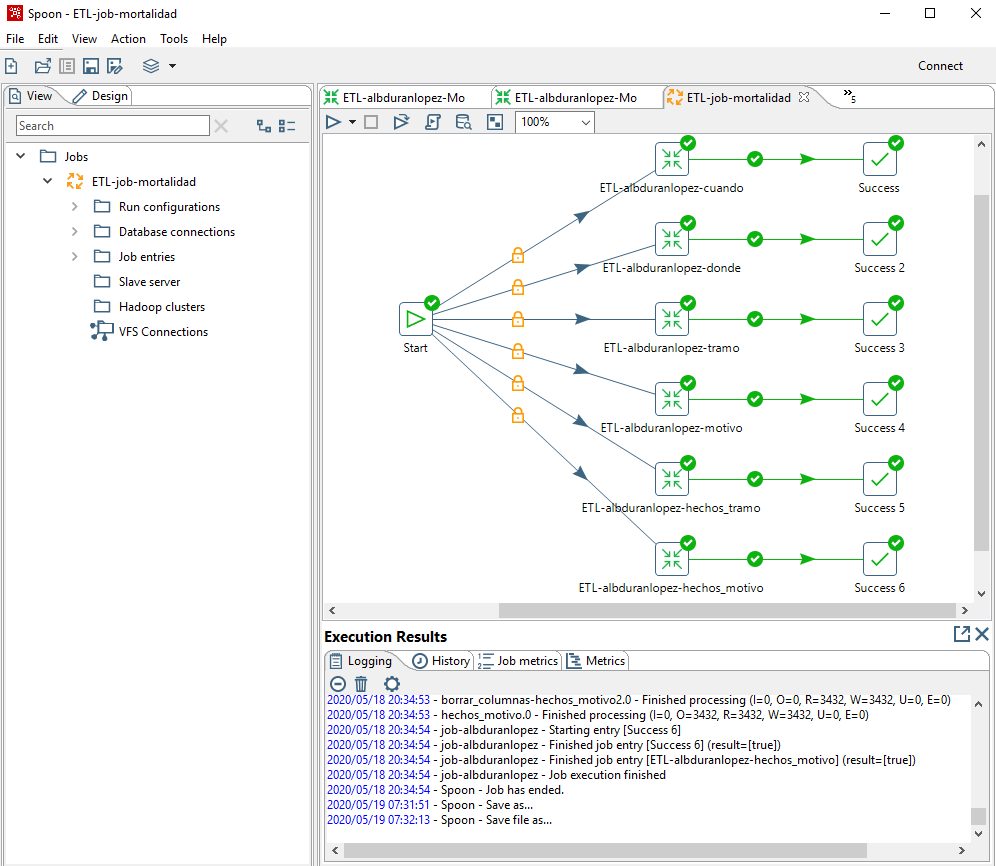 Spoon - ETL-job-mortalidad
File Edit View Action Tools Help
Connect
View Design
Search
Jobs
ETL-job-mortalidad
Run configurations
Database connections
Job entries
Slave server
Hadoop clusters
VFS Connections
ETL-albduranlopez-Mo ETL-albduranlopez-Mo ETL-job-mortalidad »5
100%
ETL-albduranlopez-cuando Success
ETL-albduranlopez-donde Success 2
Start ETL-albduranlopez-tramo Success 3
ETL-albduranlopez-motivo Success 4
ETL-albduranlopez-hechos_tramo Success 5
ETL-albduranlopez-hechos_motivo Success 6
Execution Results
Logging History Job metrics Metrics
2020/05/18 20:34:53 - borrar_columnas-hechos_motivo2.0 - Finished processing (I=0, O=0, R=3432, W=3432, U=0, E=0)
2020/05/18 20:34:53 - hechos_motivo.0 - Finished processing (I=0, O=3432, R=3432, W=3432, U=0, E=0)
2020/05/18 20:34:54 - job-albduranlopez - Starting entry [Success 6]
2020/05/18 20:34:54 - job-albduranlopez - Finished job entry [Success 6] (result=[true])
2020/05/18 20:34:54 - job-albduranlopez - Finished job entry [ETL-albduranlopez-hechos_motivo] (result=[true])
2020/05/18 20:34:54 - job-albduranlopez - Job execution finished
2020/05/18 20:34:54 - Spoon - Job has ended.
2020/05/19 07:31:51 - Spoon - Save as...
2020/05/19 07:32:13 - Spoon - Save file as...